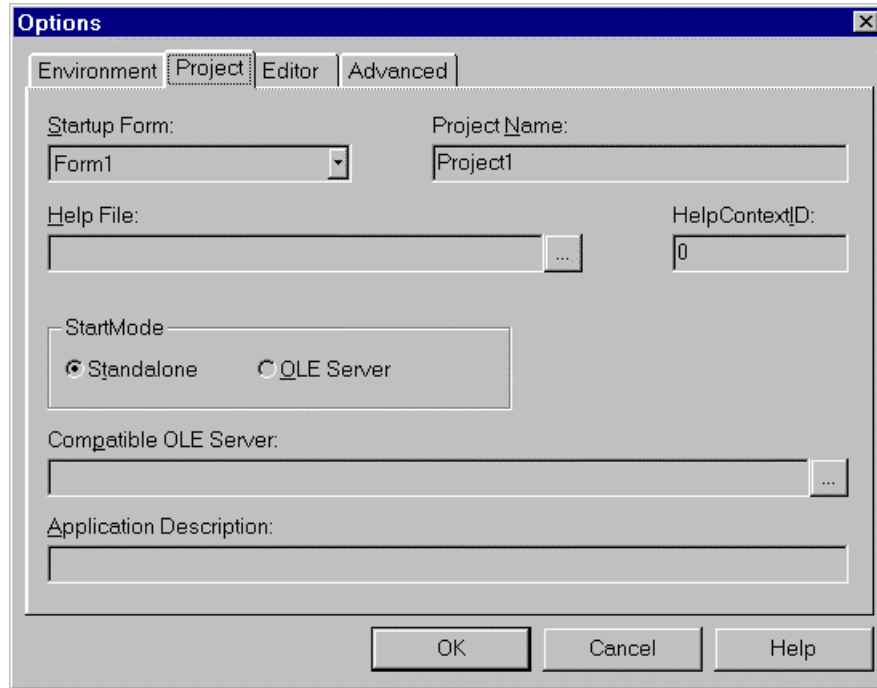 Options
Environment Project Editor Advanced
Startup Form: Project Name:
Form1 Project1
Help File: HelpContextID:
... 0
StartMode
Standalone OLE Server
Compatible OLE Server:
...
Application Description:
OK Cancel Help